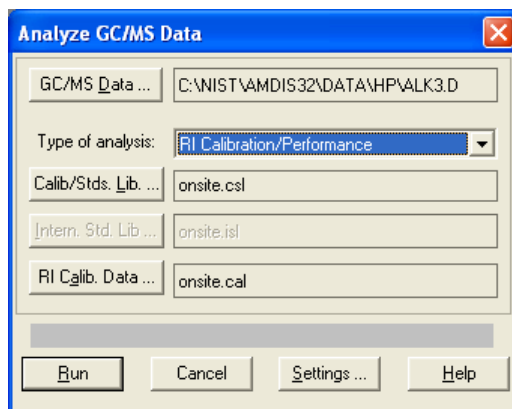 Analyze GC/MS Data
GC/MS Data ... C:\NIST\AMDIS32\DATA\HP\ALK3.D
Type of analysis: RI Calibration/Performance
Calib/Stds. Lib. ... onsite.csl
Intern. Std. Lib ... onsite.isl
RI Calib. Data ... onsite.cal
Run Cancel Settings ... Help